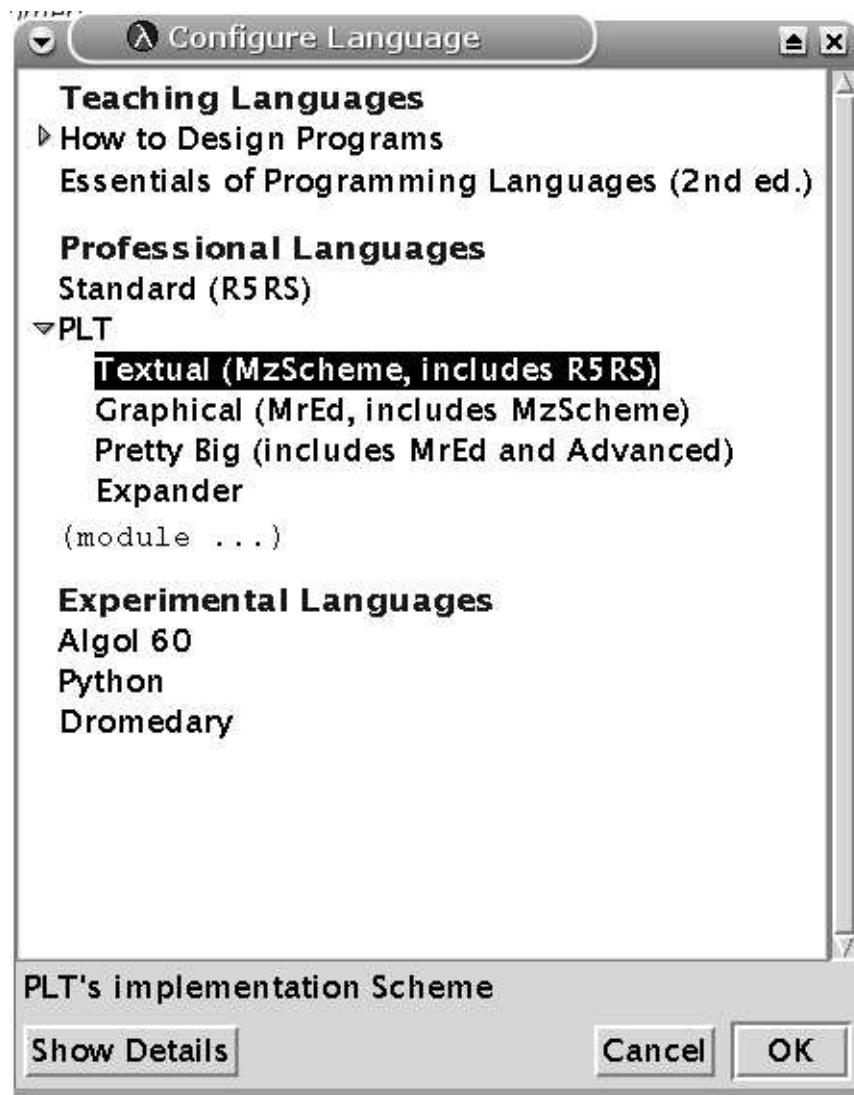 Configure Language
Teaching Languages
How to Design Programs
Essentials of Programming Languages (2nd ed.)
Professional Languages
Standard (R5RS)
PLT
Textual (MzScheme, includes R5RS)
Graphical (MrEd, includes MzScheme)
Pretty Big (includes MrEd and Advanced)
Expander
(module ...)
Experimental Languages
Algol 60
Python
Dromedary
PLT's implementation Scheme
Show Details Cancel OK